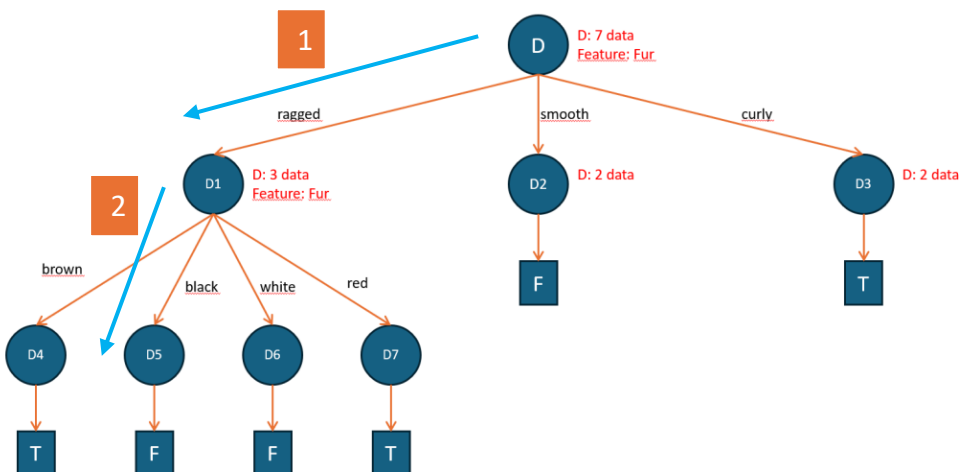 1
D
D: 7 data
Feature: Fur
ragged
smooth
curly
D1
D: 3 data
Feature: Fur
D2
D: 2 data
D3
D: 2 data
2
brown
black
white
red
F
T
D4
D5
D6
D7
T
F
F
T